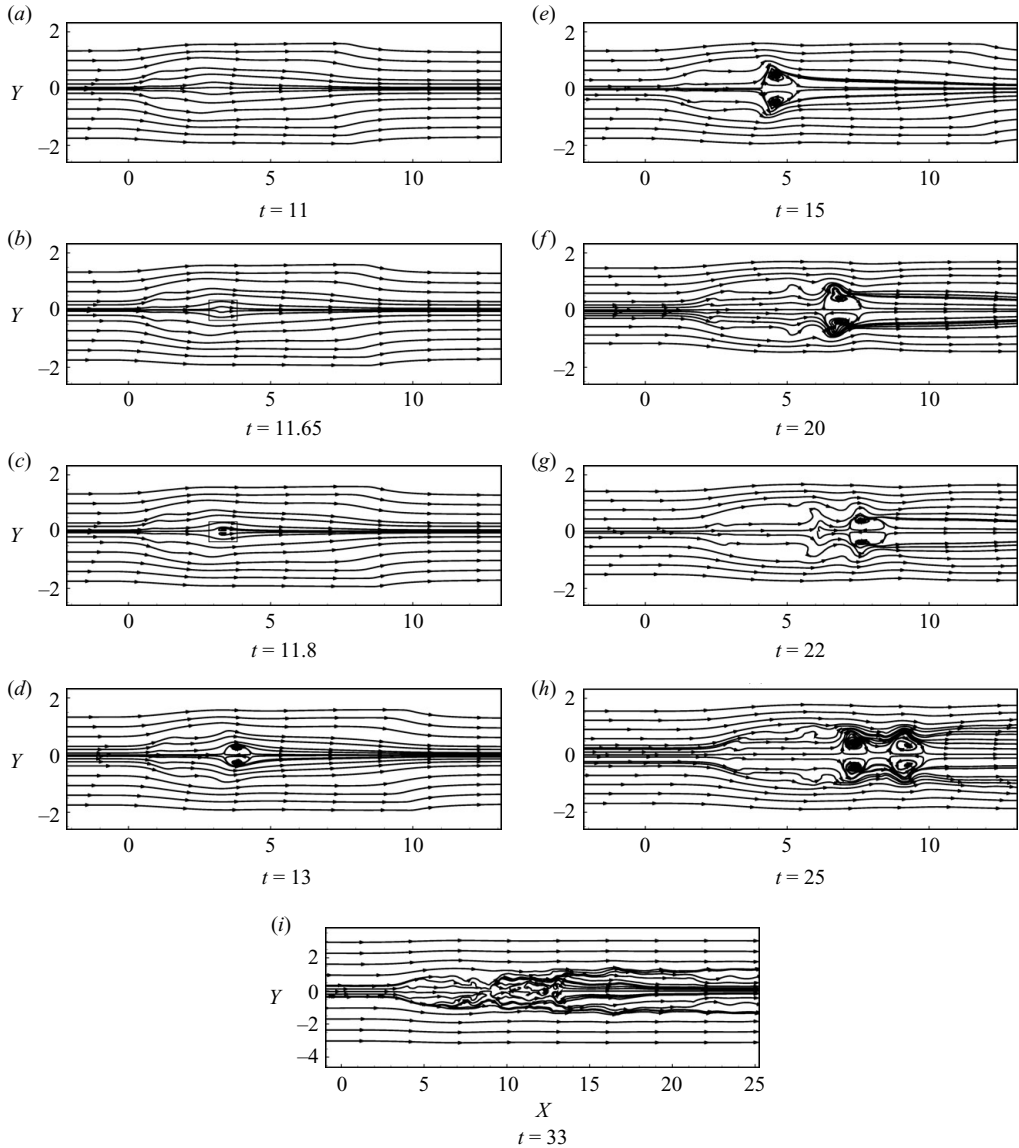 (a)
2
Y
0
–2
0 5 10
t = 11
(b)
2
Y
0
–2
0 5 10
t = 11.65
(c)
2
Y
0
–2
0 5 10
t = 11.8
(d)
2
Y
0
–2
0 5 10
t = 13
(e)
2
0
–2
0 5 10
t = 15
(f)
2
0
–2
0 5 10
t = 20
(g)
2
0
–2
0 5 10
t = 22
(h)
2
0
–2
0 5 10
t = 25
(i)
2
Y
0
–2
–4
0 5 10 15 20 25
X
t = 33